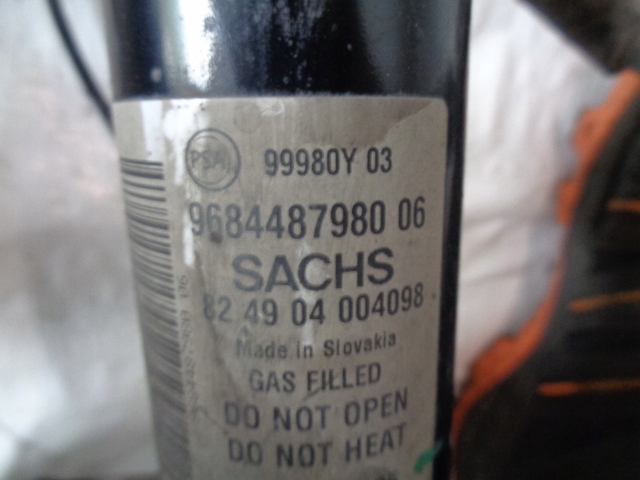 PSA 99980Y 03
9684487980 06
SACHS
82 49 04 004098
Made in Slovakia
GAS FILLED
DO NOT OPEN
DO NOT HEAT